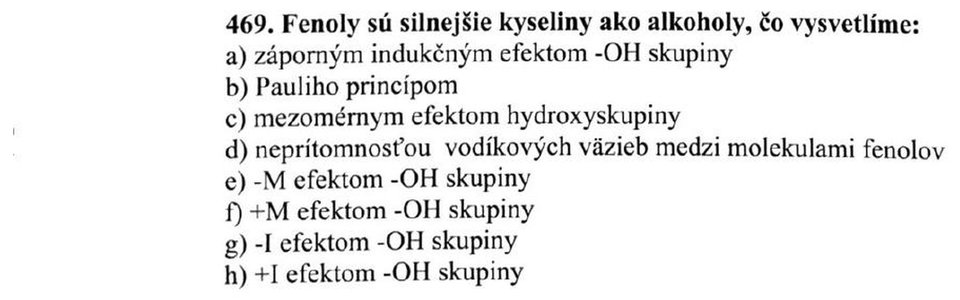 469. Fenoly sú silnejšie kyseliny ako alkoholy, čo vysvetlíme:
a) záporným indukčným efektom -OH skupiny
b) Pauliho princípom
c) mezomérnym efektom hydroxyskupiny
d) neprítomnosťou vodíkových väzieb medzi molekulami fenolov
e) -M efektom -OH skupiny
f) +M efektom -OH skupiny
g) -I efektom -OH skupiny
h) +I efektom -OH skupiny